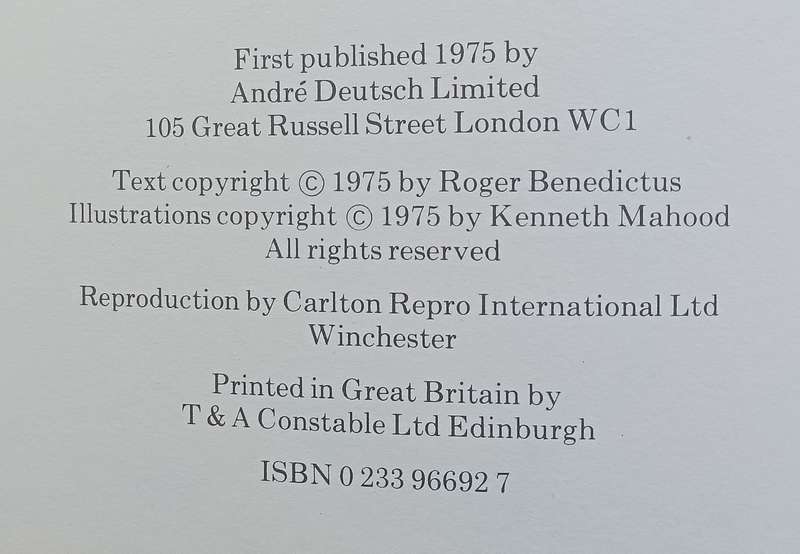 First published 1975 by
André Deutsch Limited
105 Great Russell Street London WC1
Text copyright © 1975 by Roger Benedictus
Illustrations copyright © 1975 by Kenneth Mahood
All rights reserved
Reproduction by Carlton Repro International Ltd
Winchester
Printed in Great Britain by
T & A Constable Ltd Edinburgh
ISBN 0 233 96692 7